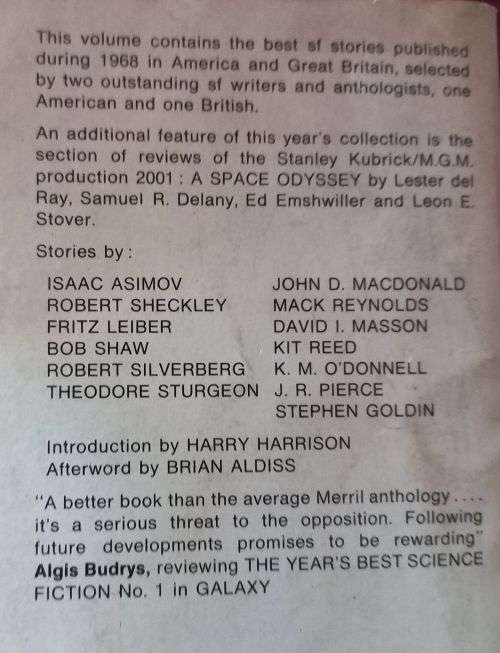 This volume contains the best sf stories published
during 1968 in America and Great Britain, selected
by two outstanding sf writers and anthologists, one
American and one British.
An additional feature of this year's collection is the
section of reviews of the Stanley Kubrick/M.G.M.
production 2001 : A SPACE ODYSSEY by Lester del
Ray, Samuel R. Delany, Ed Emshwiller and Leon E.
Stover.
Stories by :
ISAAC ASIMOV
ROBERT SHECKLEY
FRITZ LEIBER
BOB SHAW
ROBERT SILVERBERG
THEODORE STURGEON
JOHN D. MACDONALD
MACK REYNOLDS
DAVID I. MASSON
KIT REED
K. M. O'DONNELL
J. R. PIERCE
STEPHEN GOLDIN
Introduction by HARRY HARRISON
Afterword by BRIAN ALDISS
"A better book than the average Merril anthology ....
it's a serious threat to the opposition. Following
future developments promises to be rewarding"
Algis Budrys, reviewing THE YEAR'S BEST SCIENCE
FICTION No. 1 in GALAXY